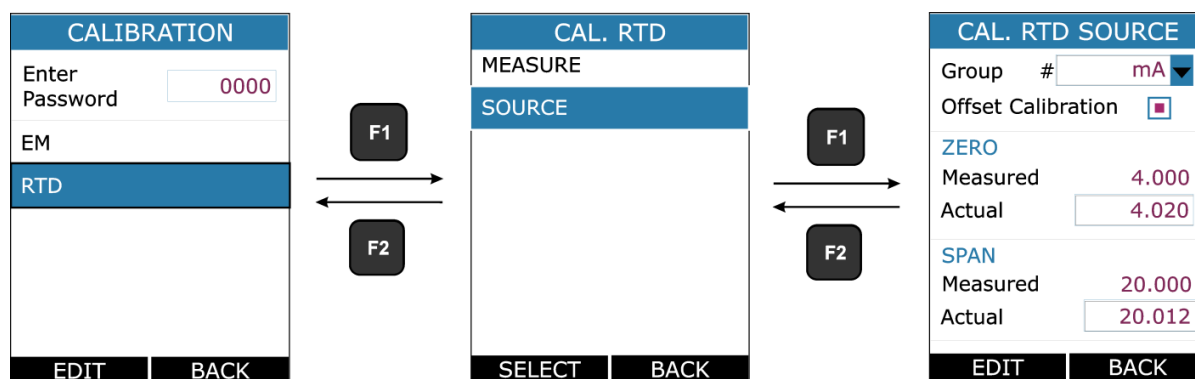 CALIBRATION
Enter
Password
0000
EM
RTD
EDIT BACK
F1
F2
CAL. RTD
MEASURE
SOURCE
SELECT BACK
F1
F2
CAL. RTD SOURCE
Group # mA
Offset Calibration
ZERO
Measured 4.000
Actual 4.020
SPAN
Measured 20.000
Actual 20.012
EDIT BACK